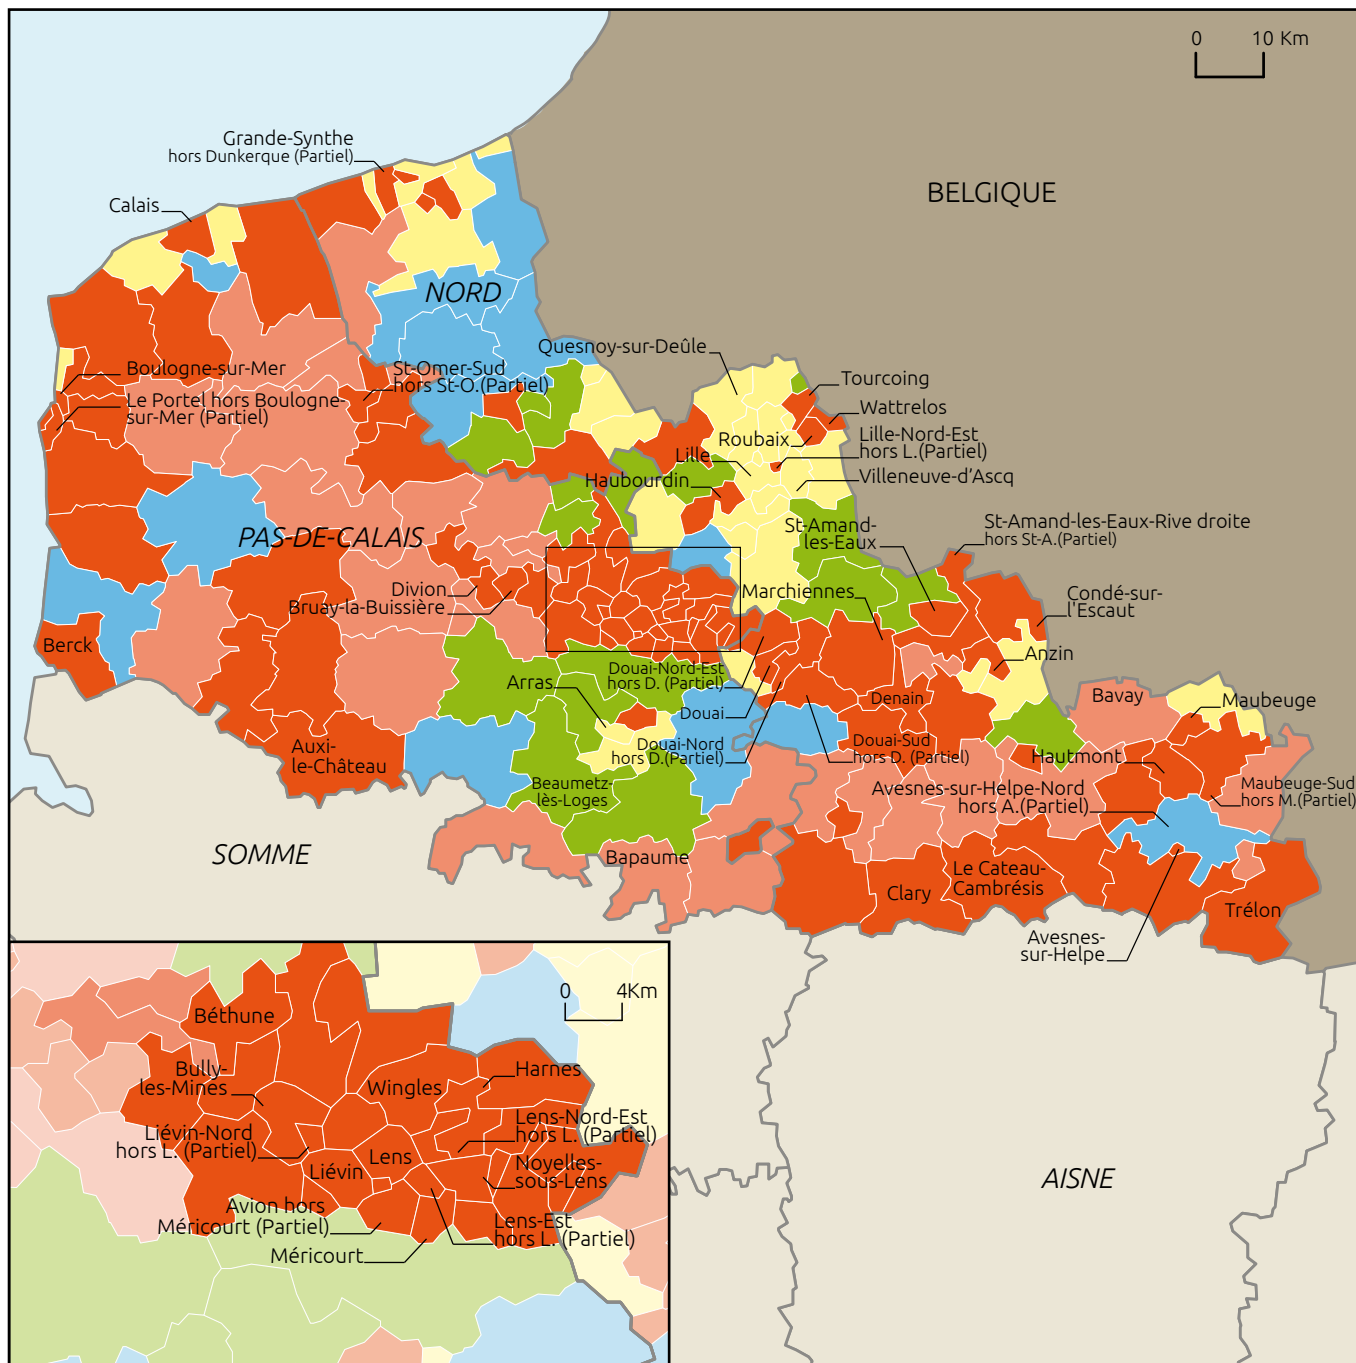 0 10 Km
Grande-Synthe
hors Dunkerque (Partiel)
BELGIQUE
Calais
NORD
Quesnoy-sur-Deûle
Boulogne-sur-Mer
St-Omer-Sud
hors St-O.(Partiel)
Tourcoing
Le Portel hors Boulogne-
sur-Mer (Partiel)
Wattrelos
Roubaix
Lille-Nord-Est
hors L.(Partiel)
Lille
Haubourdin
Villeneuve-d'Ascq
PAS-DE-CALAIS
St-Amand-
les-Eaux
St-Amand-les-Eaux-Rive droite
hors St-A.(Partiel)
Divion
Bruay-la-Buissière
Marchiennes
Condé-sur-
l'Escaut
Berck
Anzin
Douai-Nord-Est
hors D. (Partiel)
Arras
Denain
Bavay
Maubeuge
Douai
Auxi-
le-Château
Douai-Nord
hors D.(Partiel)
Douai-Sud
hors D. (Partiel)
Hautmont
Beaumetz-
lès-Loges
Avesnes-sur-Helpe-Nord
hors A.(Partiel)
Maubeuge-Sud
hors M.(Partiel)
SOMME
Bapaume
Le Cateau-
Cambrésis
Clary
Trélon
Avesnes-
sur-Helpe
0 4Km
Béthune
Bully-
les-Mines
Wingles
Harnes
Liévin-Nord
hors L. (Partiel)
Lens-Nord-Est
hors L. (Partiel)
Lens
Liévin
Noyelles-
sous-Lens
Avion hors
Méricourt (Partiel)
Lens-Est
hors L. (Partiel)
Méricourt
AISNE